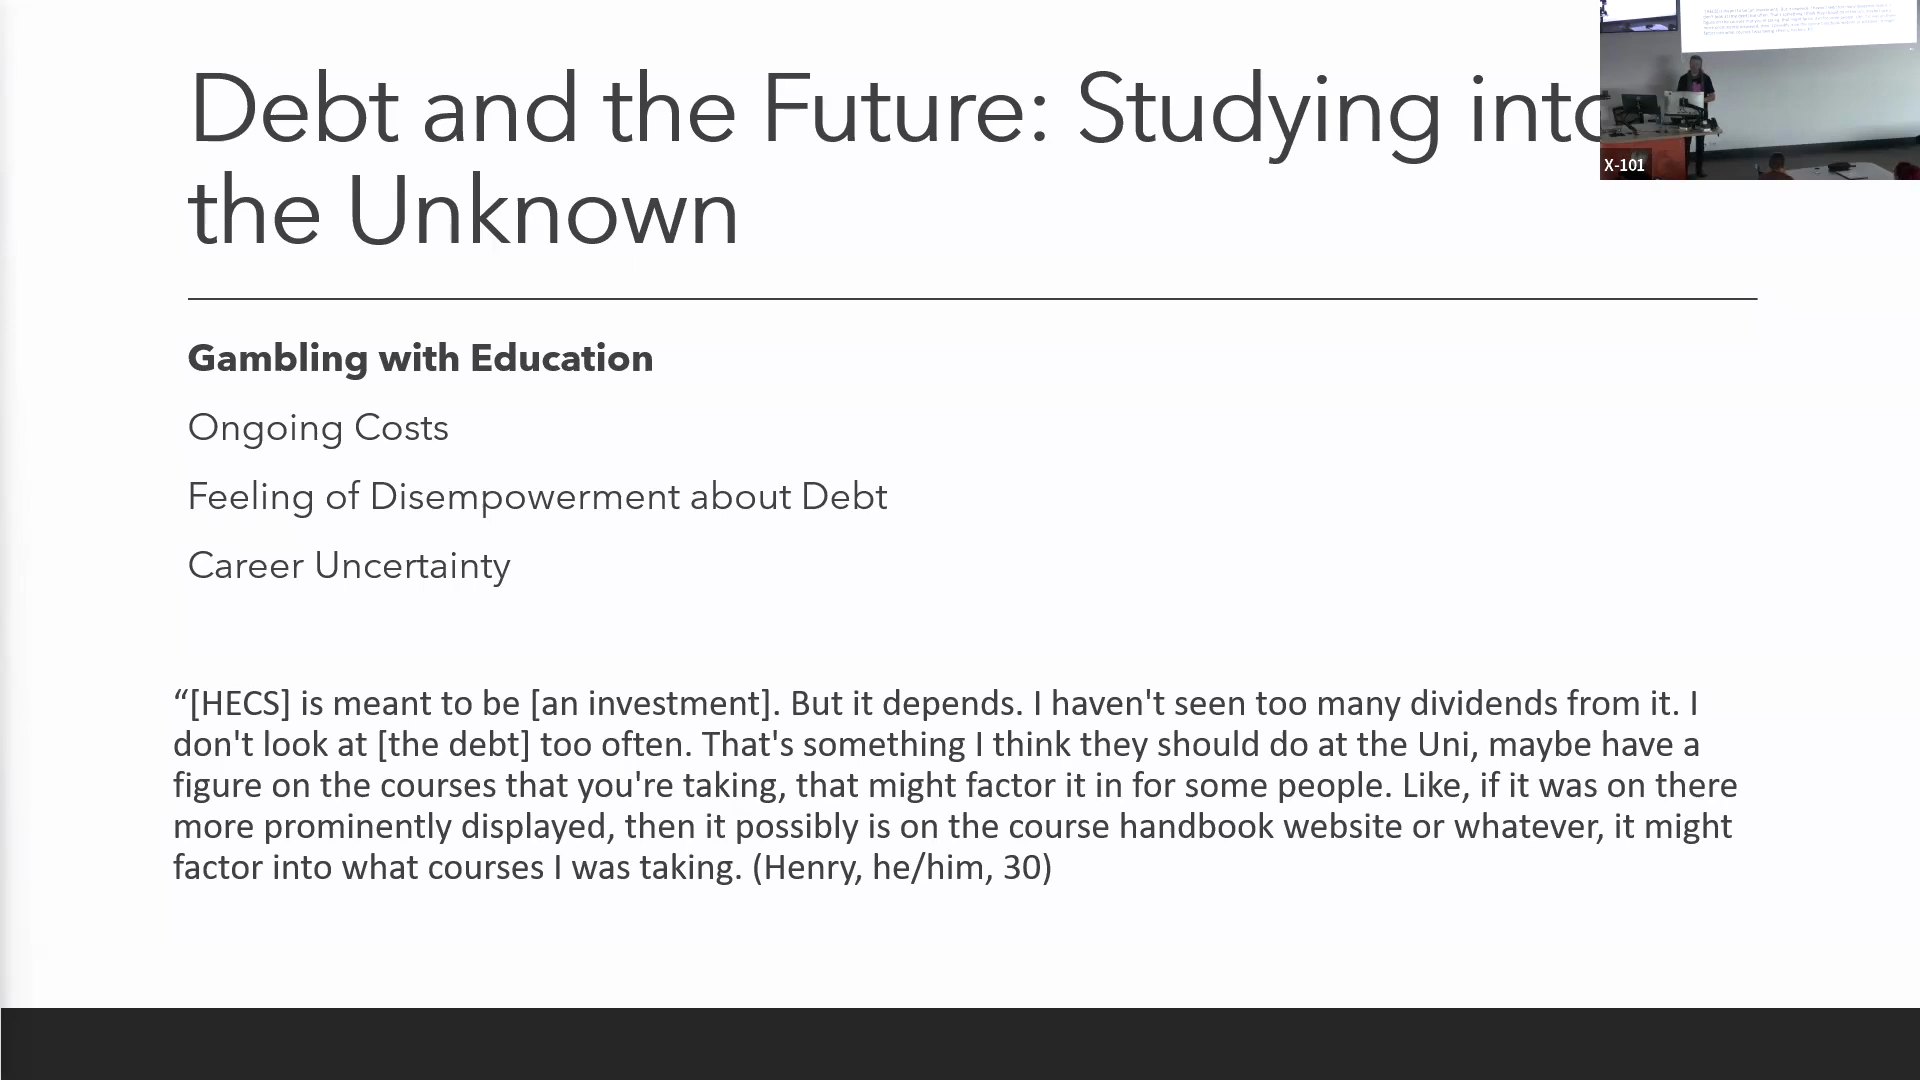 Debt and the Future: Studying into
the Unknown
X-101
Gambling with Education
Ongoing Costs
Feeling of Disempowerment about Debt
Career Uncertainty
“[HECS] is meant to be [an investment]. But it depends. I haven't seen too many dividends from it. I
don't look at [the debt] too often. That's something I think they should do at the Uni, maybe have a
figure on the courses that you're taking, that might factor it in for some people. Like, if it was on there
more prominently displayed, then it possibly is on the course handbook website or whatever, it might
factor into what courses I was taking. (Henry, he/him, 30)